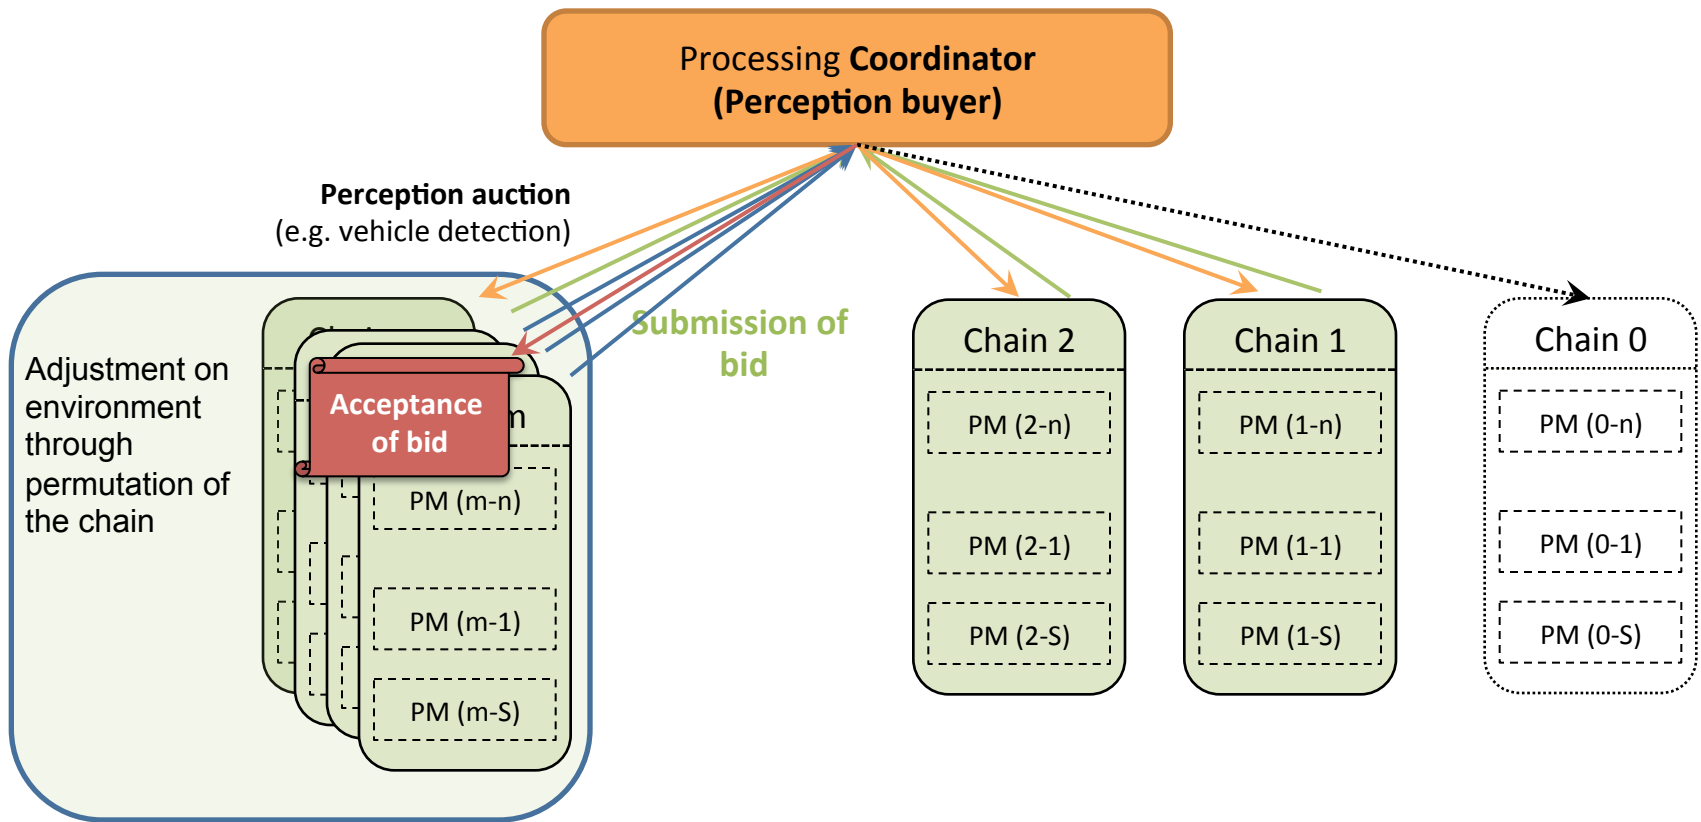 Processing Coordinator
(Perception buyer)
Perception auction
(e.g. vehicle detection)
Submission of
bid
Adjustment on
environment
through
permutation of
the chain
Acceptance
of bid
m
PM (m-n)
PM (m-1)
PM (m-S)
Chain 2
PM (2-n)
PM (2-1)
PM (2-S)
Chain 1
PM (1-n)
PM (1-1)
PM (1-S)
Chain 0
PM (0-n)
PM (0-1)
PM (0-S)